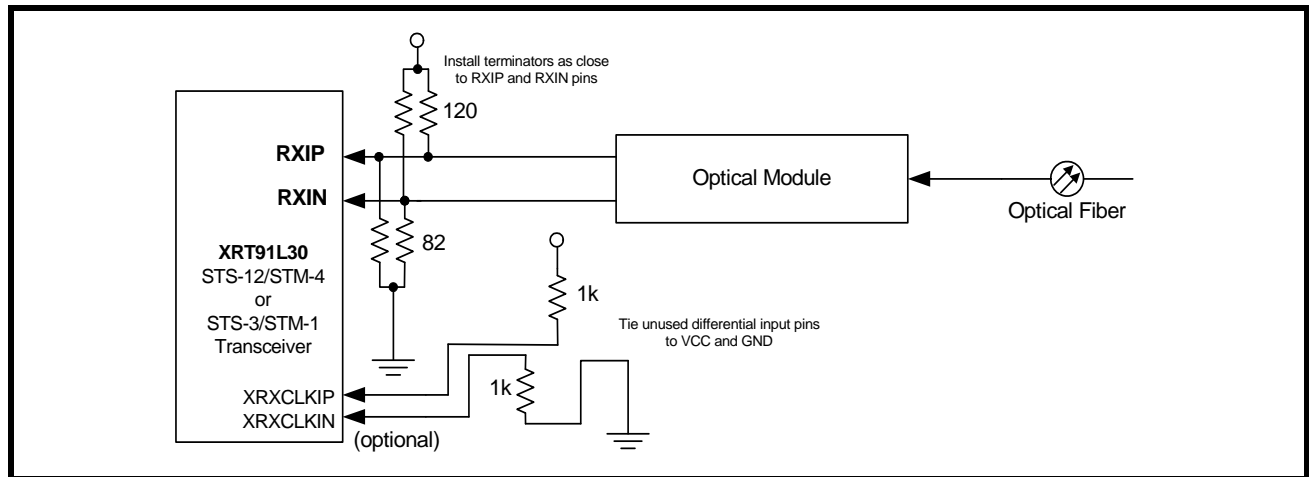 Install terminators as close
to RXIP and RXIN pins
120
RXIP
RXIN
Optical Module
Optical Fiber
82
XRT91L30
STS-12/STM-4
or
STS-3/STM-1
Transceiver
1k
Tie unused differential input pins
to VCC and GND
XRXCLKIP
1k
XRXCLKIN
(optional)